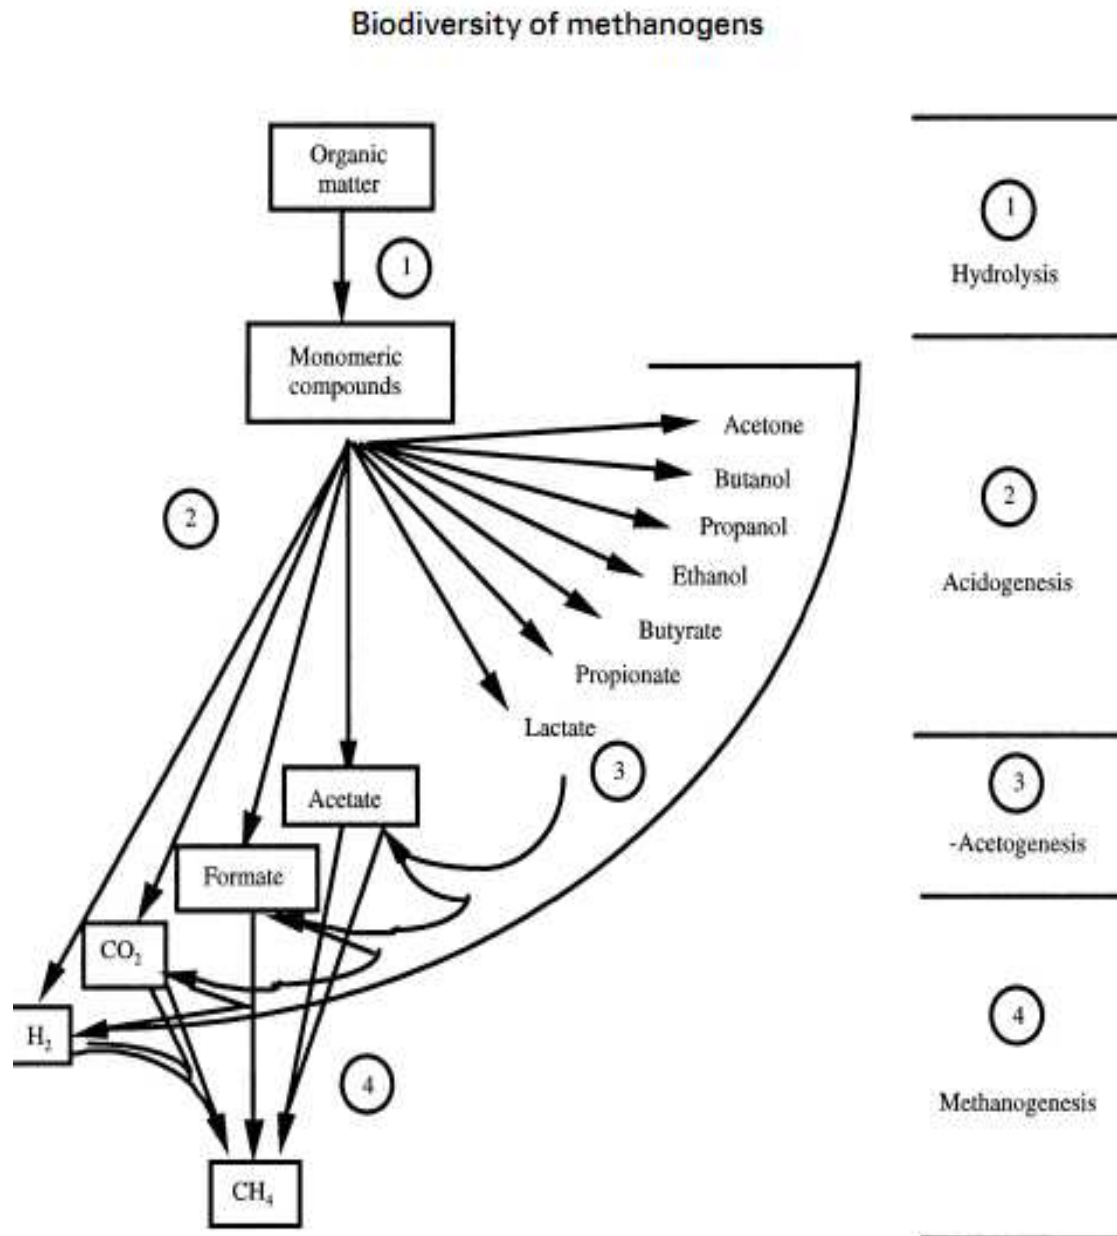 Biodiversity of methanogens
Organic
matter
1
1
Hydrolysis
Monomeric
compounds
Acetone
Butanol
2
2
Propanol
Ethanol
Acidogenesis
Butyrate
Propionate
Lactate
3
3
Acetate
-Acetogenesis
Formate
CO₂
H₂
4
4
Methanogenesis
CH₄